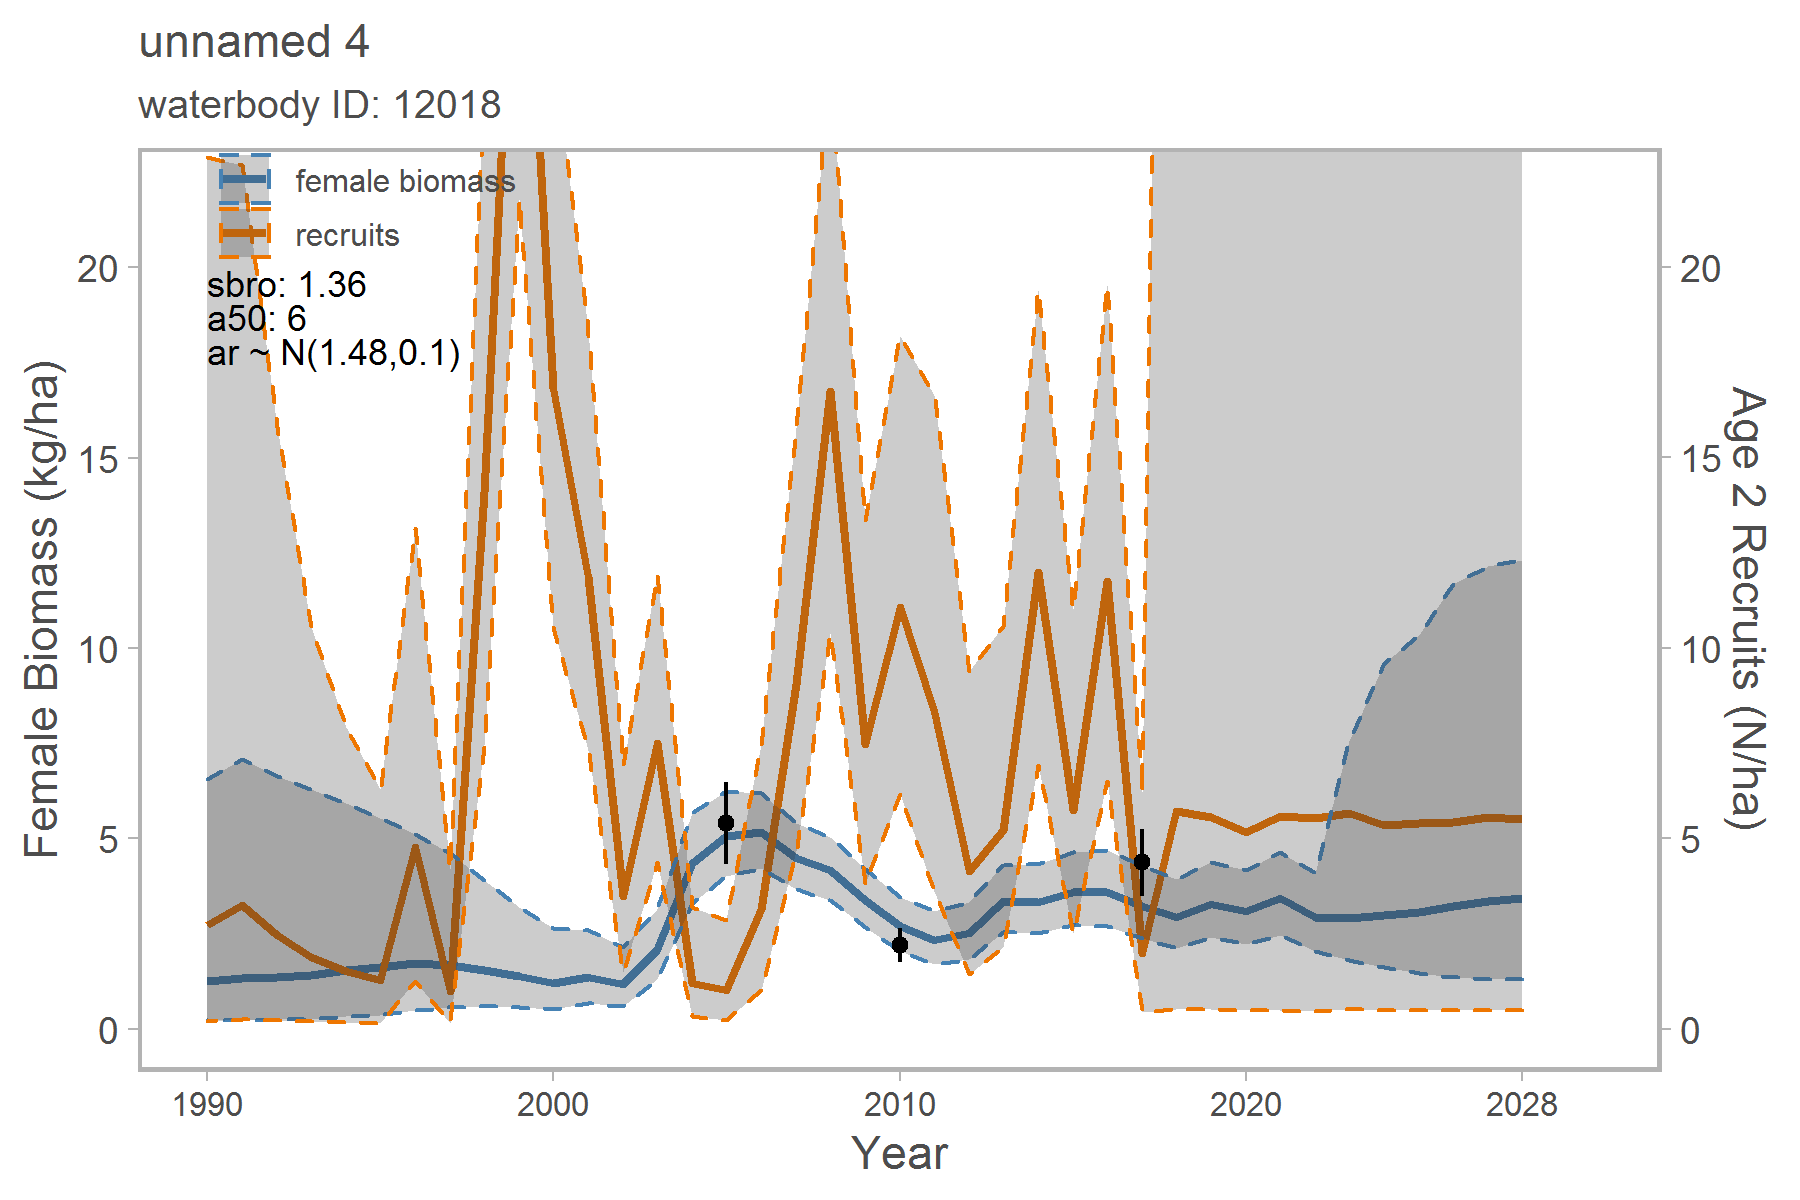 unnamed 4
waterbody ID: 12018
female biomass
recruits
sbro: 1.36
a50: 6
ar ~ N(1.48,0.1)
Female Biomass (kg/ha)
20
15
10
5
0
20
15
10
5
0
Age 2 Recruits (N/ha)
1990
2000
2010
2020
2028
Year